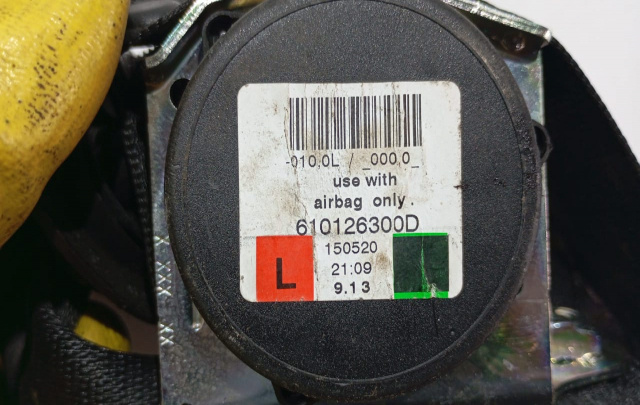 -010,0L / _000,0_
use with
airbag only.
610126300D
L
150520
21:09
9.13